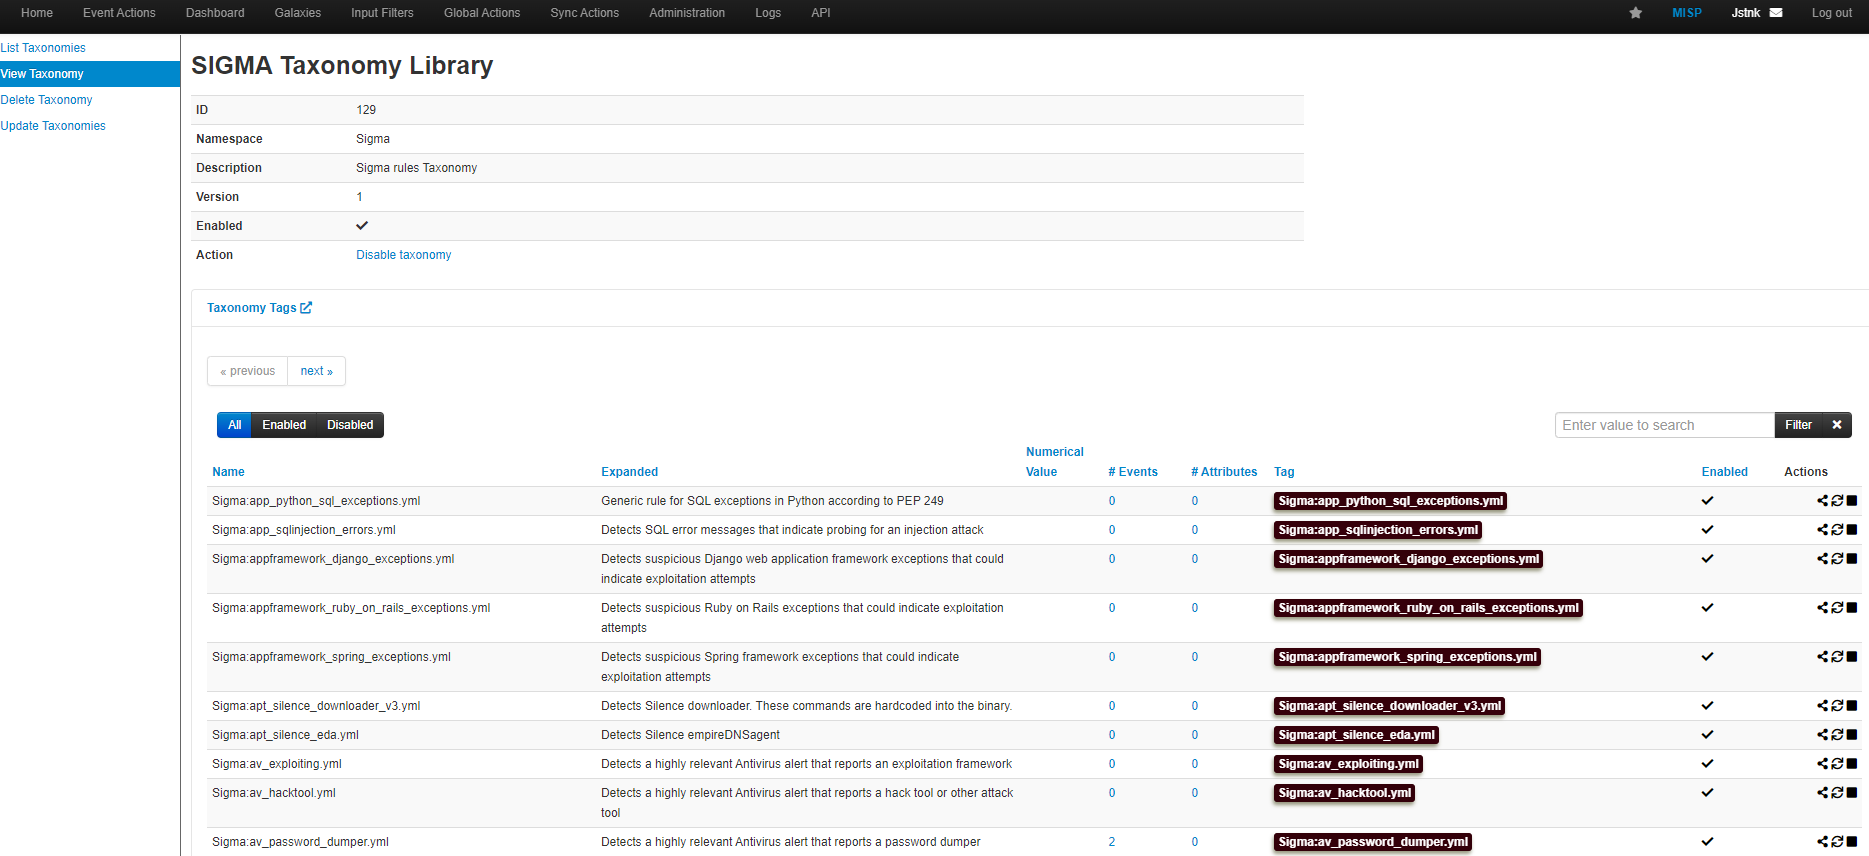 Home Event Actions Dashboard Galaxies Input Filters Global Actions Sync Actions Administration Logs API MISP Jstnk Log out
List Taxonomies
View Taxonomy
Delete Taxonomy
Update Taxonomies
SIGMA Taxonomy Library
ID 129
Namespace Sigma
Description Sigma rules Taxonomy
Version 1
Enabled
Action Disable taxonomy
Taxonomy Tags
« previous next »
All Enabled Disabled Enter value to search Filter ×
Numerical
Name Expanded Value # Events # Attributes Tag Enabled Actions
Sigma:app_python_sql_exceptions.yml Generic rule for SQL exceptions in Python according to PEP 249 0 0 Sigma:app_python_sql_exceptions.yml
Sigma:app_sqlinjection_errors.yml Detects SQL error messages that indicate probing for an injection attack 0 0 Sigma:app_sqlinjection_errors.yml
Sigma:appframework_django_exceptions.yml Detects suspicious Django web application framework exceptions that could 0 0 Sigma:appframework_django_exceptions.yml
indicate exploitation attempts
Sigma:appframework_ruby_on_rails_exceptions.yml Detects suspicious Ruby on Rails exceptions that could indicate exploitation 0 0 Sigma:appframework_ruby_on_rails_exceptions.yml
attempts
Sigma:appframework_spring_exceptions.yml Detects suspicious Spring framework exceptions that could indicate 0 0 Sigma:appframework_spring_exceptions.yml
exploitation attempts
Sigma:apt_silence_downloader_v3.yml Detects Silence downloader. These commands are hardcoded into the binary. 0 0 Sigma:apt_silence_downloader_v3.yml
Sigma:apt_silence_eda.yml Detects Silence empireDNSagent 0 0 Sigma:apt_silence_eda.yml
Sigma:av_exploiting.yml Detects a highly relevant Antivirus alert that reports an exploitation framework 0 0 Sigma:av_exploiting.yml
Sigma:av_hacktool.yml Detects a highly relevant Antivirus alert that reports a hack tool or other attack 0 0 Sigma:av_hacktool.yml
tool
Sigma:av_password_dumper.yml Detects a highly relevant Antivirus alert that reports a password dumper 2 0 Sigma:av_password_dumper.yml